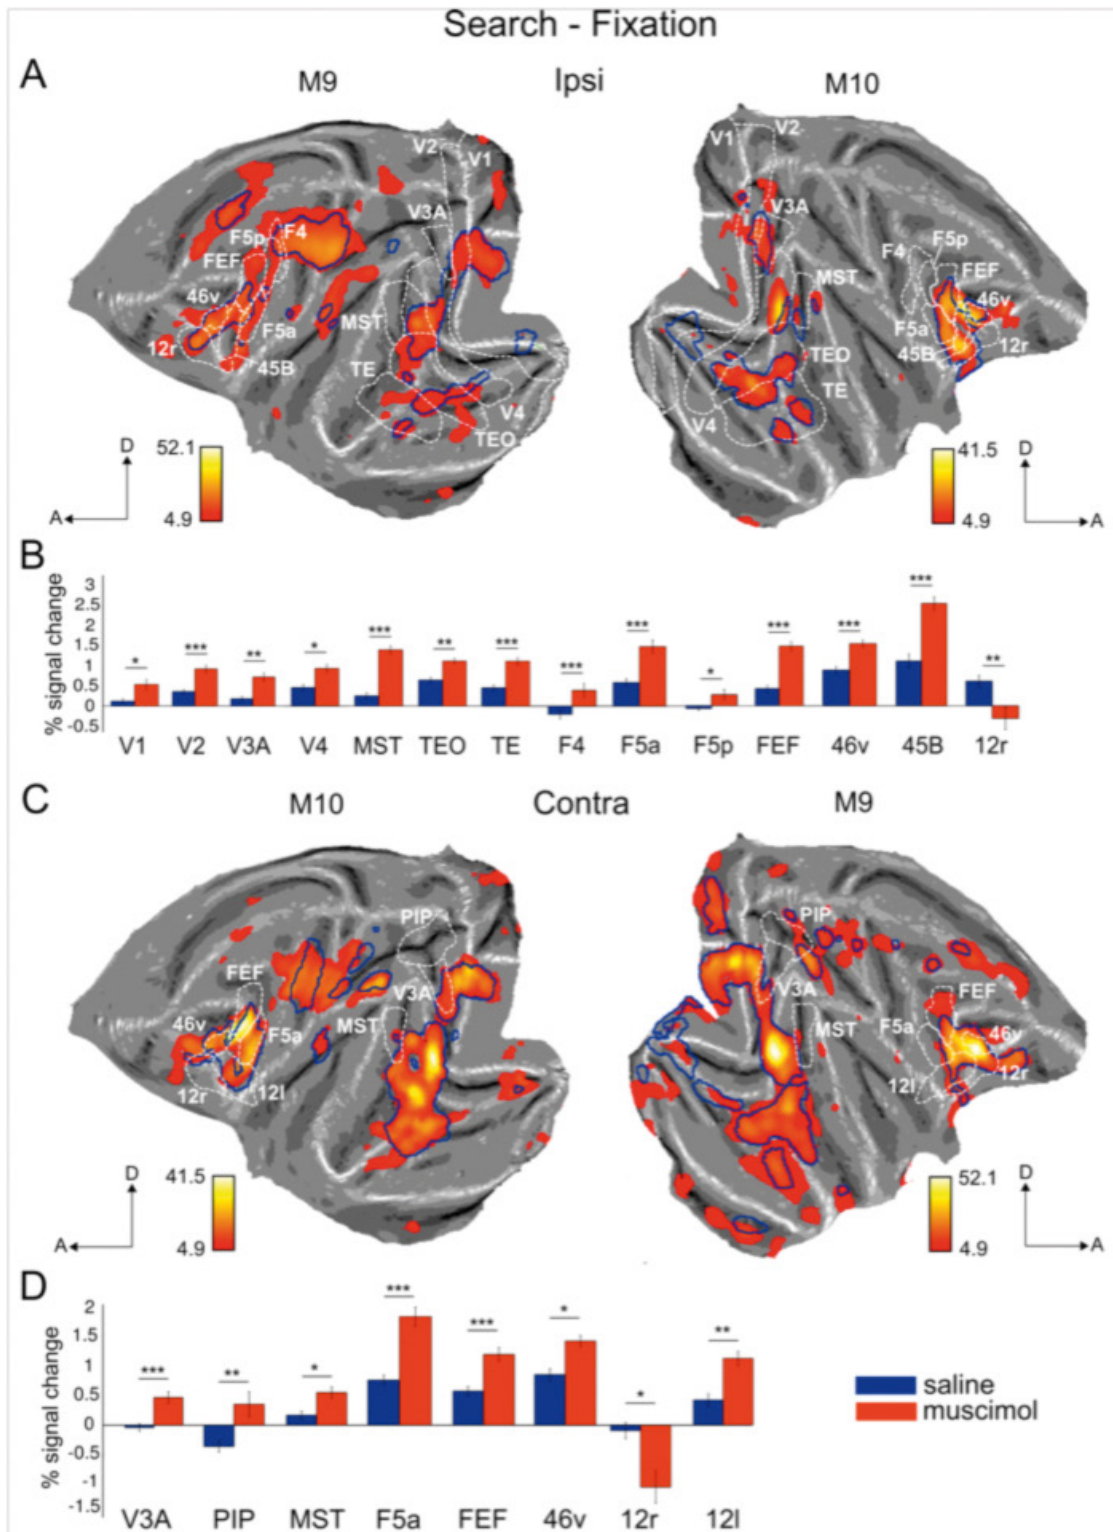 Search - Fixation
A
M9
Ipsi
M10
V2
V1
V3A
F5p
F4
FEF
46v
F5a
MST
12r
45B
TE
V4
TEO
V1
V2
V3A
MST
F4
F5p
FEF
46v
F5a
45B
12r
TEO
TE
V4
52.1
4.9
D
A
41.5
4.9
D
A
B
% signal change
3
2.5
2
1.5
1
0.5
0
-0.5
* *** ** * *** ** *** *** *** * *** *** *** **
V1 V2 V3A V4 MST TEO TE F4 F5a F5p FEF 46v 45B 12r
C
M10
Contra
M9
PIP
FEF
V3A
46v
MST
F5a
12r
12l
PIP
V3A
FEF
F5a
MST
46v
12l
12r
41.5
4.9
D
A
52.1
4.9
D
A
D
% signal change
2
1.5
1
0.5
0
-0.5
-1
-1.5
*** ** * *** *** * * **
V3A PIP MST F5a FEF 46v 12r 12l
saline
muscimol